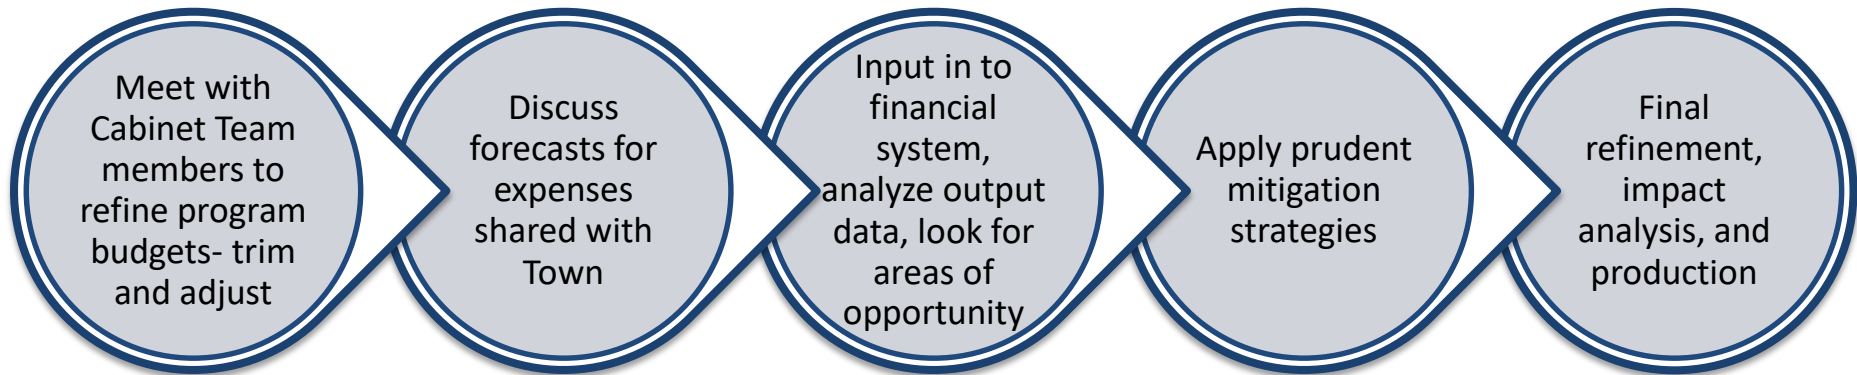 Meet with
Cabinet Team
members to
refine program
budgets- trim
and adjust
Discuss
forecasts for
expenses
shared with
Town
Input in to
financial
system,
analyze output
data, look for
areas of
opportunity
Apply prudent
mitigation
strategies
Final
refinement,
impact
analysis, and
production